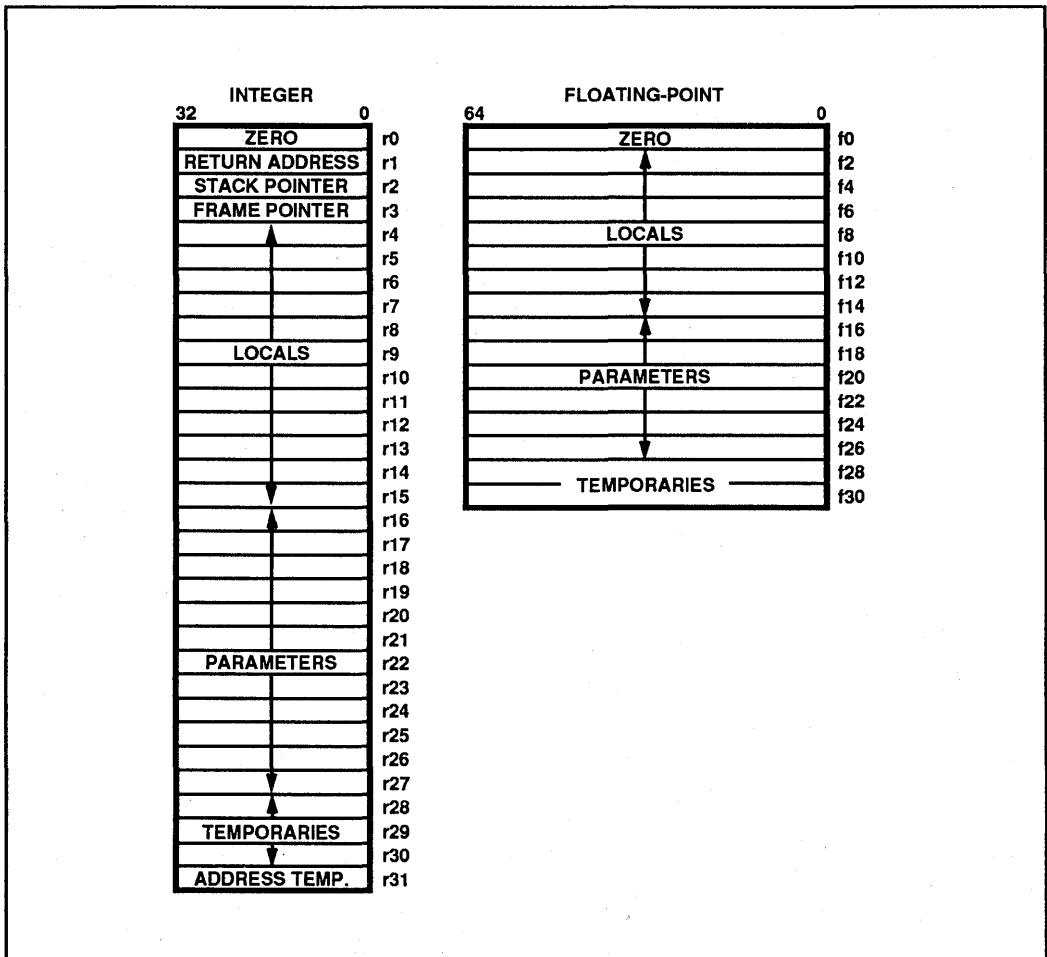 INTEGER
32 0
ZERO r0
RETURN ADDRESS r1
STACK POINTER r2
FRAME POINTER r3
r4
r5
r6
r7
r8
LOCALS r9
r10
r11
r12
r13
r14
r15
r16
r17
r18
r19
r20
r21
PARAMETERS r22
r23
r24
r25
r26
r27
r28
TEMPORARIES r29
r30
ADDRESS TEMP. r31
FLOATING-POINT
64 0
ZERO f0
f2
f4
f6
LOCALS f8
f10
f12
f14
f16
f18
PARAMETERS f20
f22
f24
f26
f28
TEMPORARIES
f30